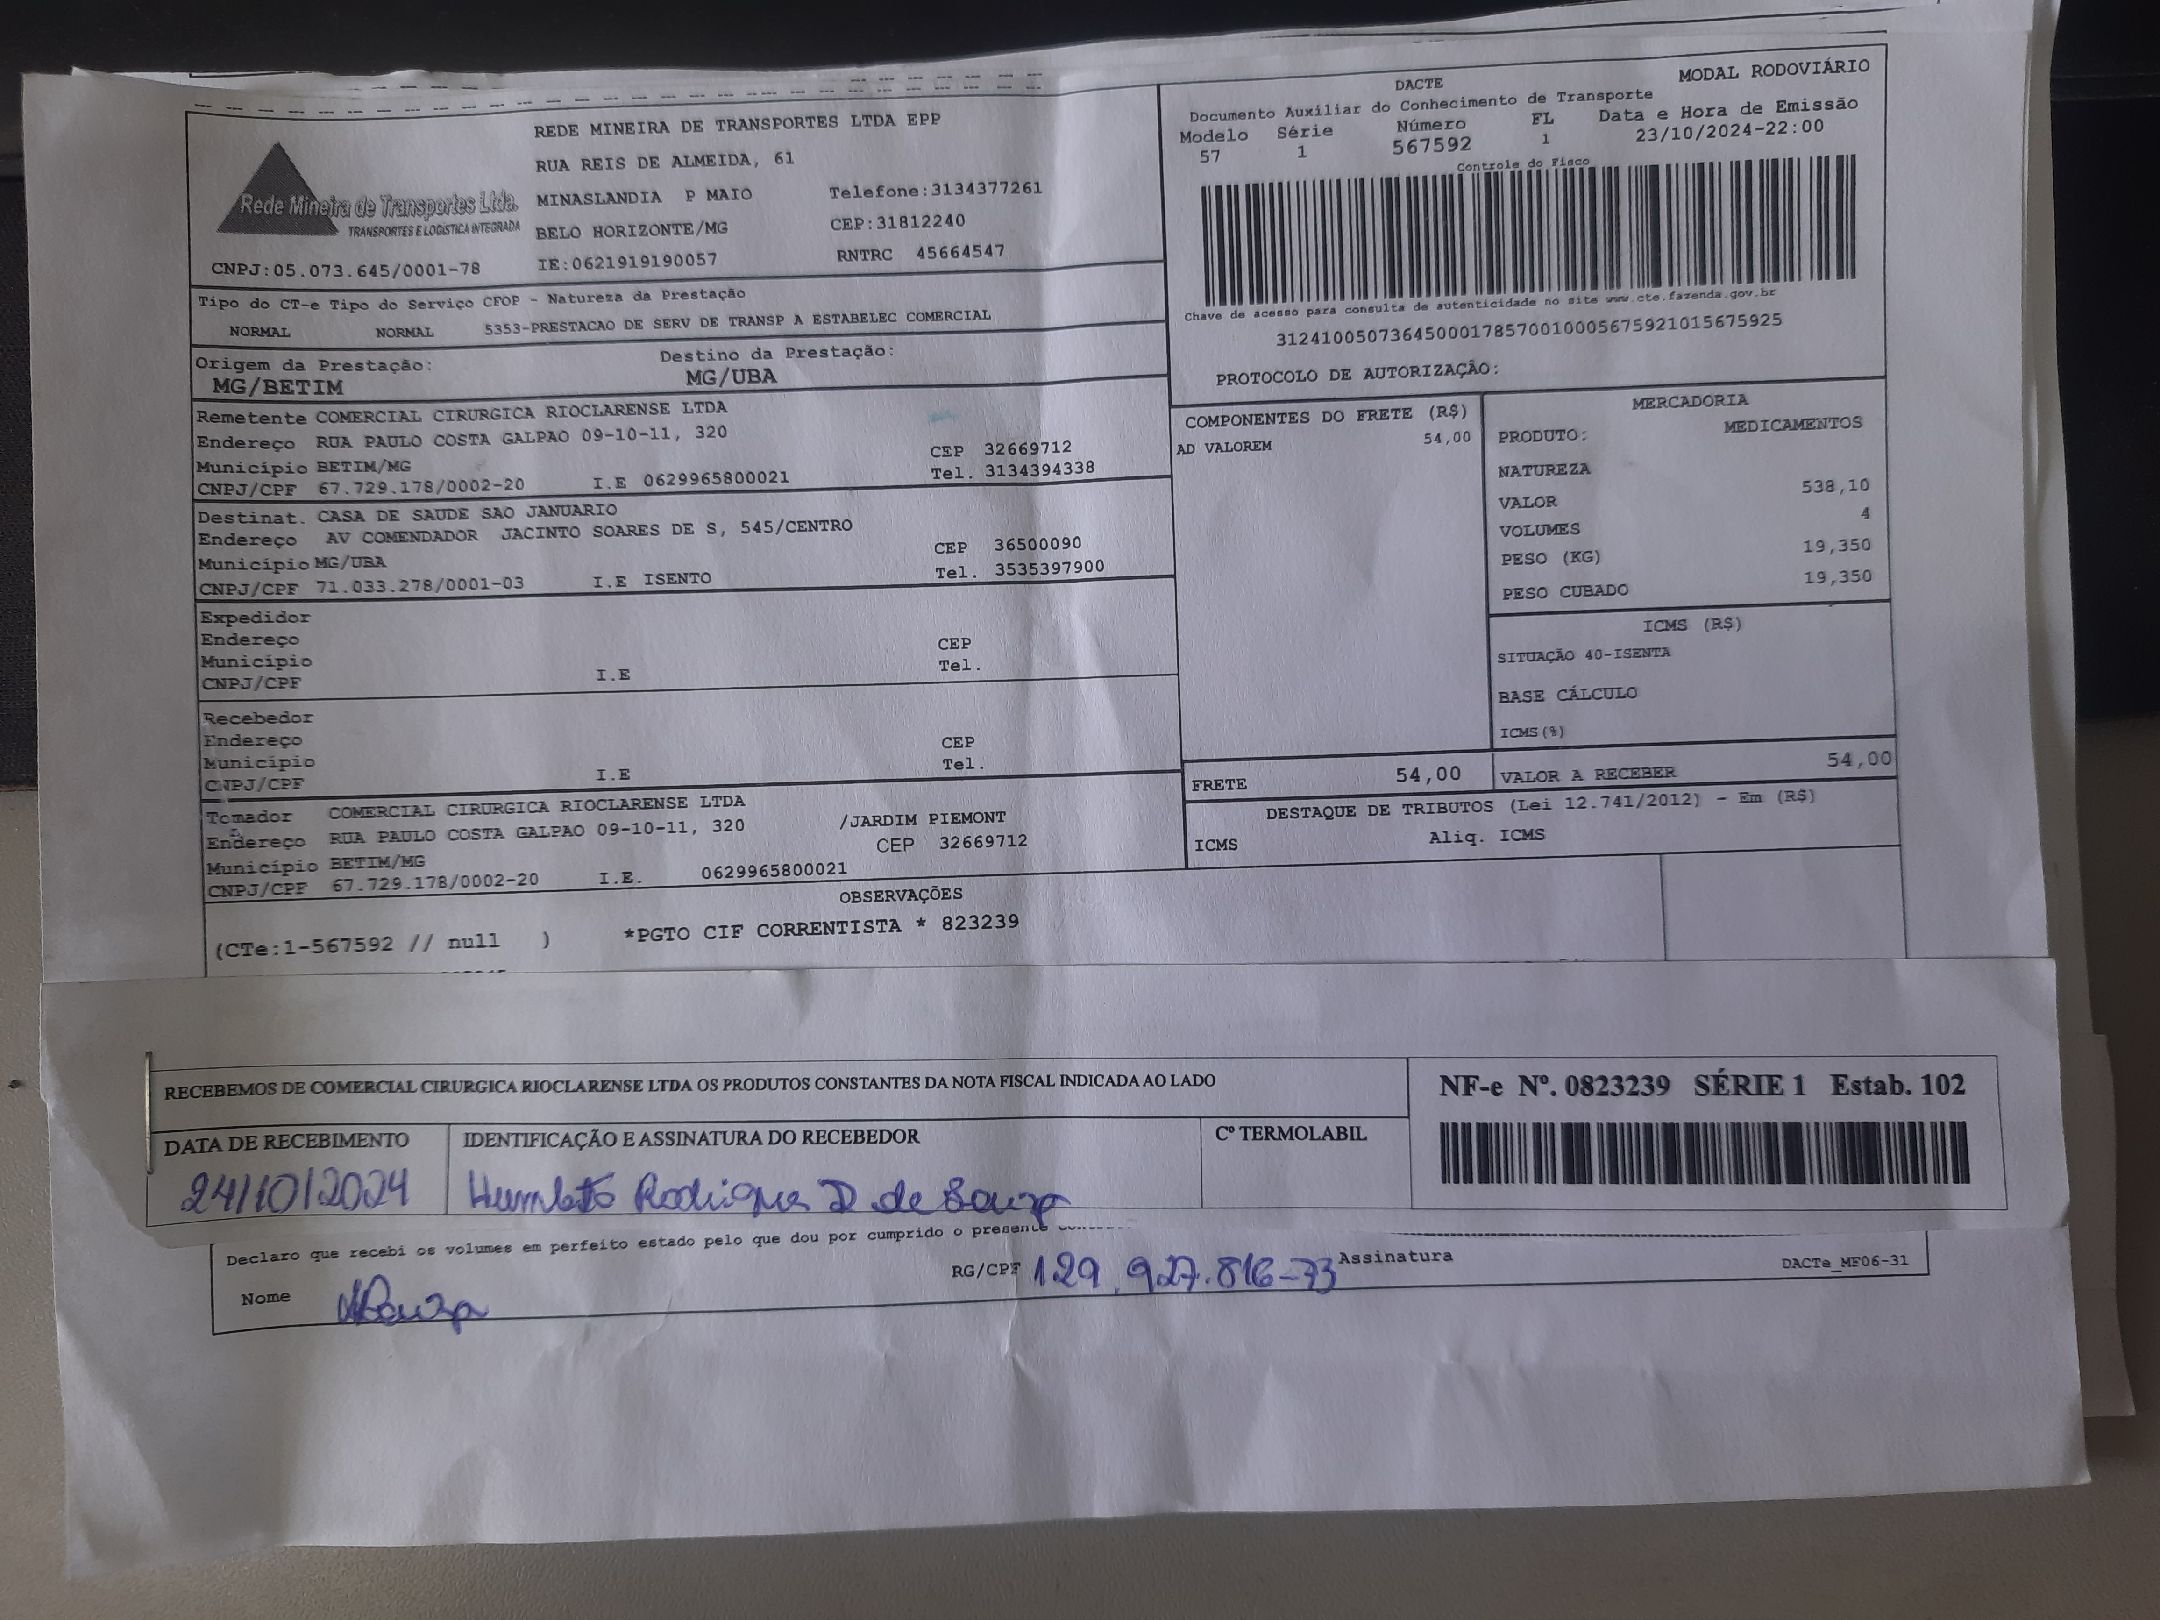 REDE MINEIRA DE TRANSPORTES LTDA EPP
RUA REIS DE ALMEIDA, 61
MINASLANDIA P MAIO Telefone:3134377261
BELO HORIZONTE/MG CEP:31812240
IE:0621919190057 RNTRC 45664547
Rede Mineira de Transportes Ltda.
TRANSPORTES E LOGÍSTICA INTEGRADA
CNPJ:05.073.645/0001-78
DACTE MODAL RODOVIÁRIO
Documento Auxiliar do Conhecimento de Transporte
Modelo Série Número FL Data e Hora de Emissão
57 1 567592 1 23/10/2024-22:00
Controle do Fisco
Chave de acesso para consulta de autenticidade no site www.cte.fazenda.gov.br
31241005073645000178570010005675921015675925
PROTOCOLO DE AUTORIZAÇÃO:
Tipo do CT-e Tipo do Serviço CFOP - Natureza da Prestação
NORMAL NORMAL 5353-PRESTACAO DE SERV DE TRANSP A ESTABELEC COMERCIAL
Origem da Prestação: Destino da Prestação:
MG/BETIM MG/UBA
Remetente COMERCIAL CIRURGICA RIOCLARENSE LTDA
Endereço RUA PAULO COSTA GALPAO 09-10-11, 320
Município BETIM/MG CEP 32669712
CNPJ/CPF 67.729.178/0002-20 I.E 0629965800021 Tel. 3134394338
Destinat. CASA DE SAUDE SAO JANUARIO
Endereço AV COMENDADOR JACINTO SOARES DE S, 545/CENTRO
Município MG/UBA CEP 36500090
CNPJ/CPF 71.033.278/0001-03 I.E ISENTO Tel. 3535397900
Expedidor
Endereço
Município CEP
CNPJ/CPF I.E Tel.
Recebedor
Endereço
Município CEP
CNPJ/CPF I.E Tel.
Tomador COMERCIAL CIRURGICA RIOCLARENSE LTDA
Endereço RUA PAULO COSTA GALPAO 09-10-11, 320 /JARDIM PIEMONT
Município BETIM/MG CEP 32669712
CNPJ/CPF 67.729.178/0002-20 I.E. 0629965800021
COMPONENTES DO FRETE (R$)
AD VALOREM 54,00
MERCADORIA
PRODUTO: MEDICAMENTOS
NATUREZA
VALOR 538,10
VOLUMES 4
PESO (KG) 19,350
PESO CUBADO 19,350
ICMS (R$)
SITUAÇÃO 40-ISENTA
BASE CÁLCULO
ICMS(%)
FRETE 54,00 VALOR A RECEBER 54,00
DESTAQUE DE TRIBUTOS (Lei 12.741/2012) - Em (R$)
ICMS Aliq. ICMS
OBSERVAÇÕES
(CTe:1-567592 // null ) *PGTO CIF CORRENTISTA * 823239
RECEBEMOS DE COMERCIAL CIRURGICA RIOCLARENSE LTDA OS PRODUTOS CONSTANTES DA NOTA FISCAL INDICADA AO LADO
NF-e Nº. 0823239 SÉRIE 1 Estab. 102
DATA DE RECEBIMENTO IDENTIFICAÇÃO E ASSINATURA DO RECEBEDOR Cº TERMOLABIL
24/10/2024 Humberto Rodrigues D. de Souza
Declaro que recebi os volumes em perfeito estado pelo que dou por cumprido o presente
RG/CPF 129.927.816-73 Assinatura DACTe_MF06-31
Nome